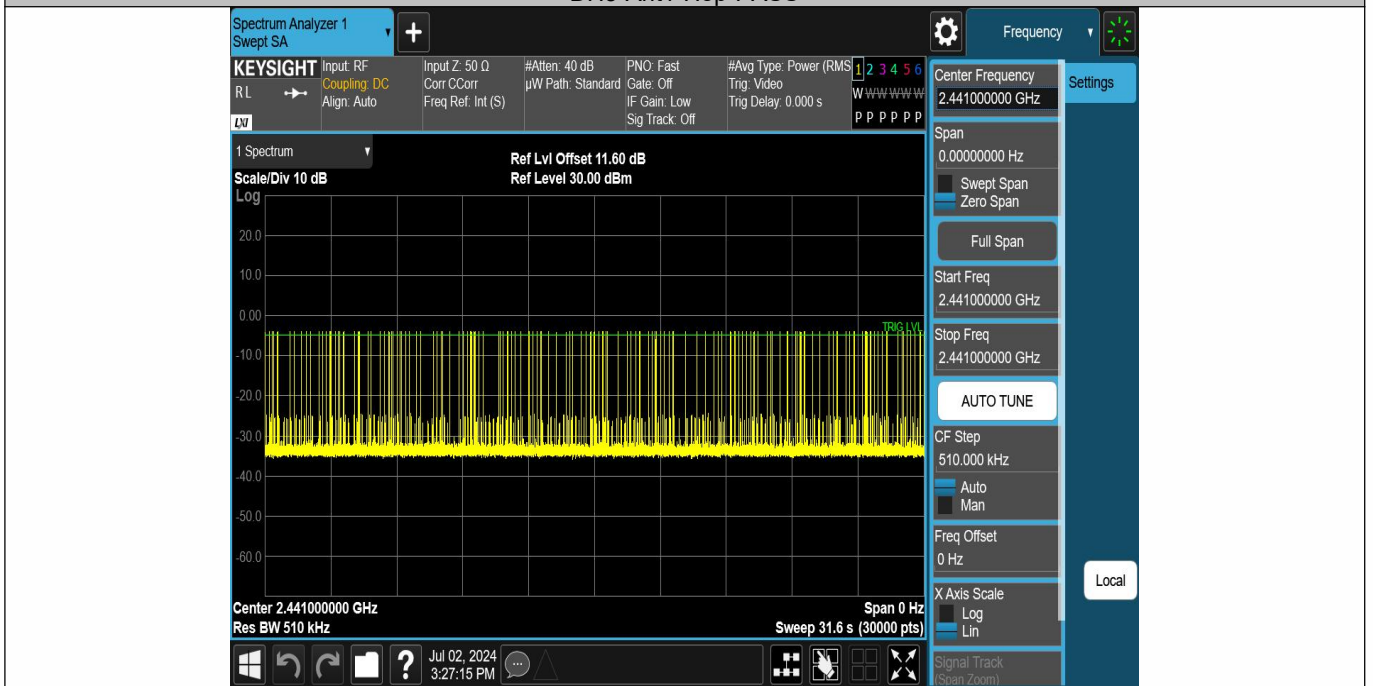 Spectrum Analyzer 1
Swept SA
+
Frequency
KEYSIGHT
RL
LXI
Input: RF
Coupling: DC
Align: Auto
Input Z: 50 Ω
Corr CCorr
Freq Ref: Int (S)
#Atten: 40 dB
µW Path: Standard
PNO: Fast
Gate: Off
IF Gain: Low
Sig Track: Off
#Avg Type: Power (RMS
Trig: Video
Trig Delay: 0.000 s
1 2 3 4 5 6
W W W W W W
P P P P P P
Center Frequency
2.441000000 GHz
Settings
Span
0.00000000 Hz
Swept Span
Zero Span
Full Span
Start Freq
2.441000000 GHz
Stop Freq
2.441000000 GHz
AUTO TUNE
CF Step
510.000 kHz
Auto
Man
Freq Offset
0 Hz
X Axis Scale
Log
Lin
Signal Track
(Span Zoom)
Local
1 Spectrum
Scale/Div 10 dB
Ref Lvl Offset 11.60 dB
Ref Level 30.00 dBm
Log
20.0
10.0
0.00
TRIG LVL
-10.0
-20.0
-30.0
-40.0
-50.0
-60.0
Center 2.441000000 GHz
Span 0 Hz
Res BW 510 kHz
Sweep 31.6 s (30000 pts)
?
Jul 02, 2024
3:27:15 PM